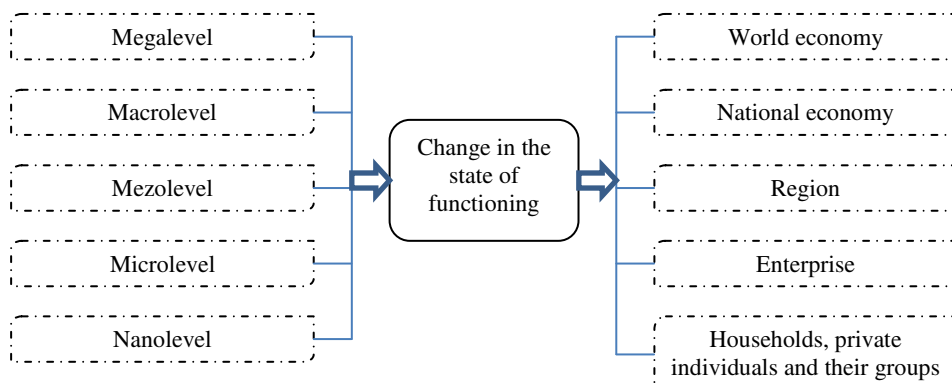 Megalevel
Macrolevel
Mezolevel
Microlevel
Nanolevel
Change in the
state of
functioning
World economy
National economy
Region
Enterprise
Households, private
individuals and their groups